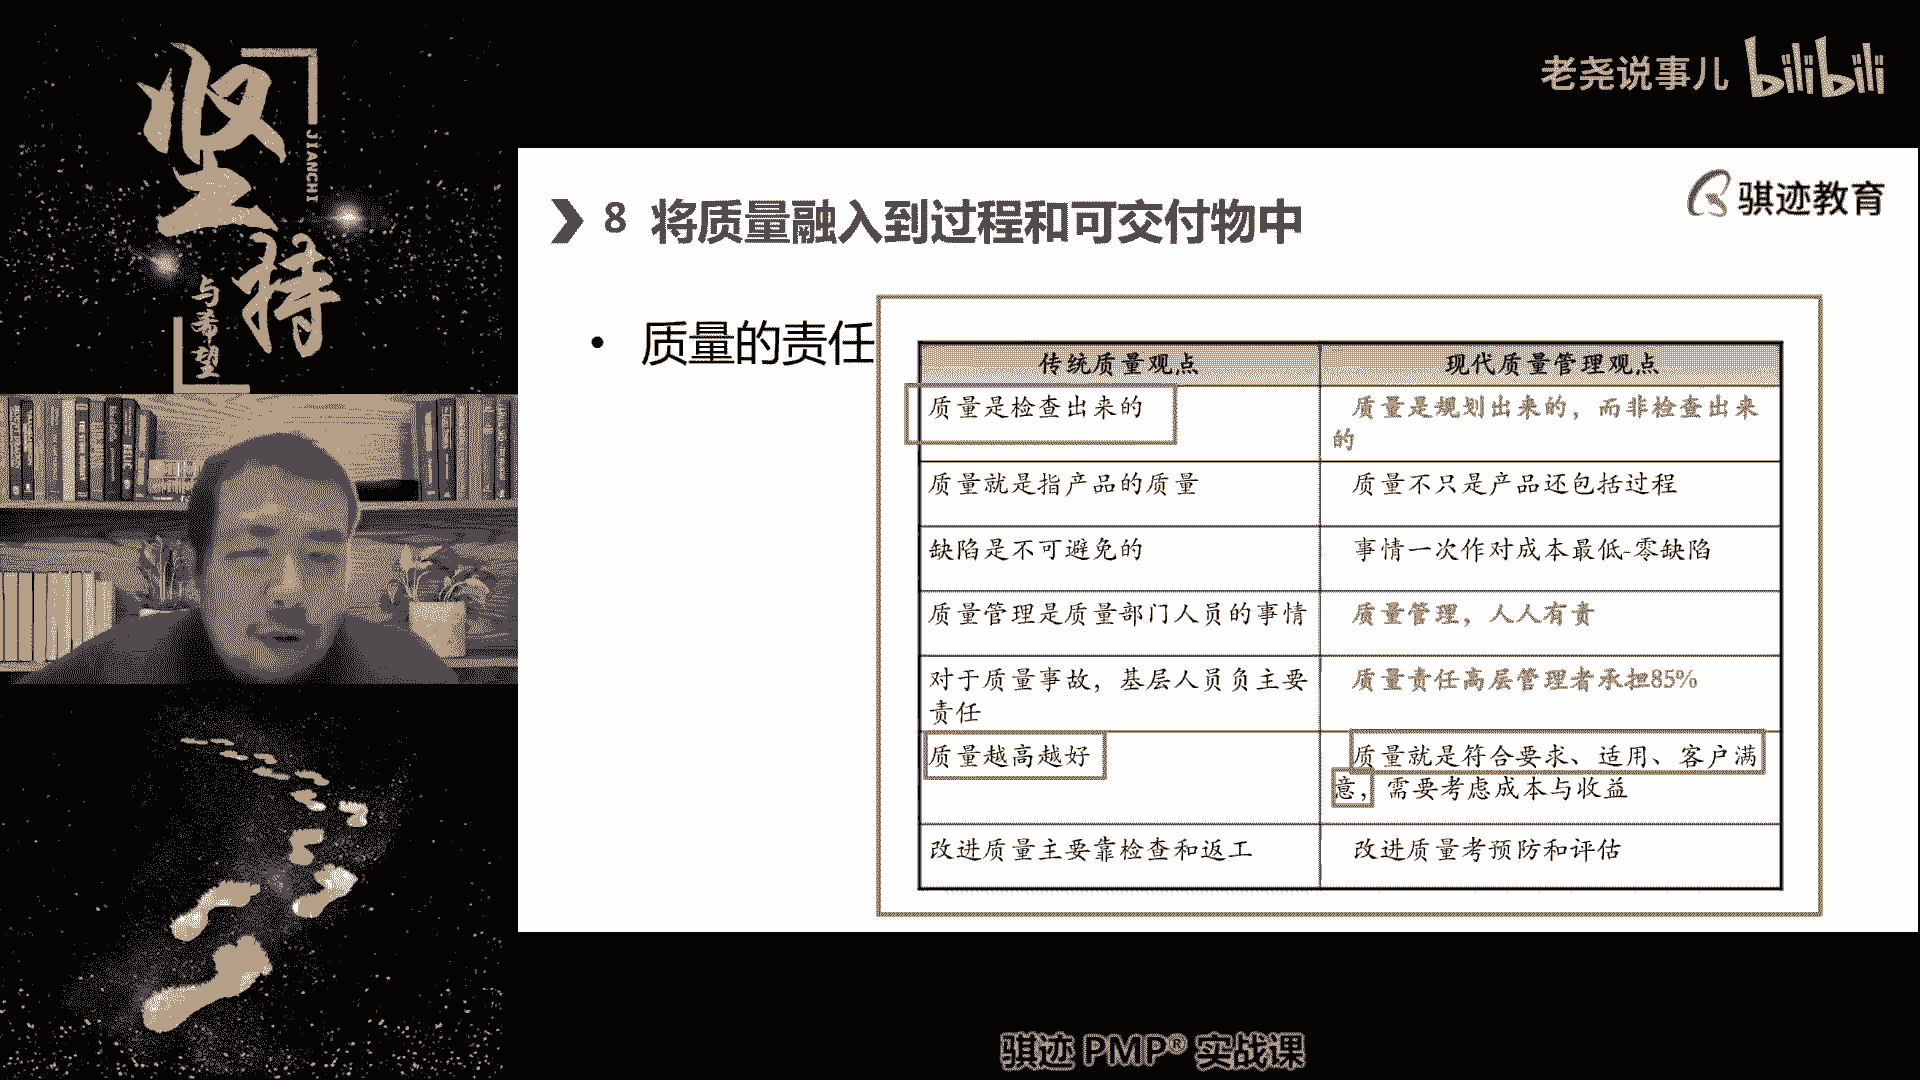 坚持
JIANCHI
与希望
老尧说事儿 bilibili
骐迹教育
8 将质量融入到过程和可交付物中
• 质量的责任
传统质量观点 现代质量管理观点
质量是检查出来的 质量是规划出来的，而非检查出来
的
质量就是指产品的质量 质量不只是产品还包括过程
缺陷是不可避免的 事情一次作对成本最低-零缺陷
质量管理是质量部门人员的事情 质量管理，人人有责
对于质量事故，基层人员负主要 质量责任高层管理者承担85%
责任
质量越高越好 质量就是符合要求、适用、客户满
意，需要考虑成本与收益
改进质量主要靠检查和返工 改进质量考预防和评估
骐迹 PMP® 实战课